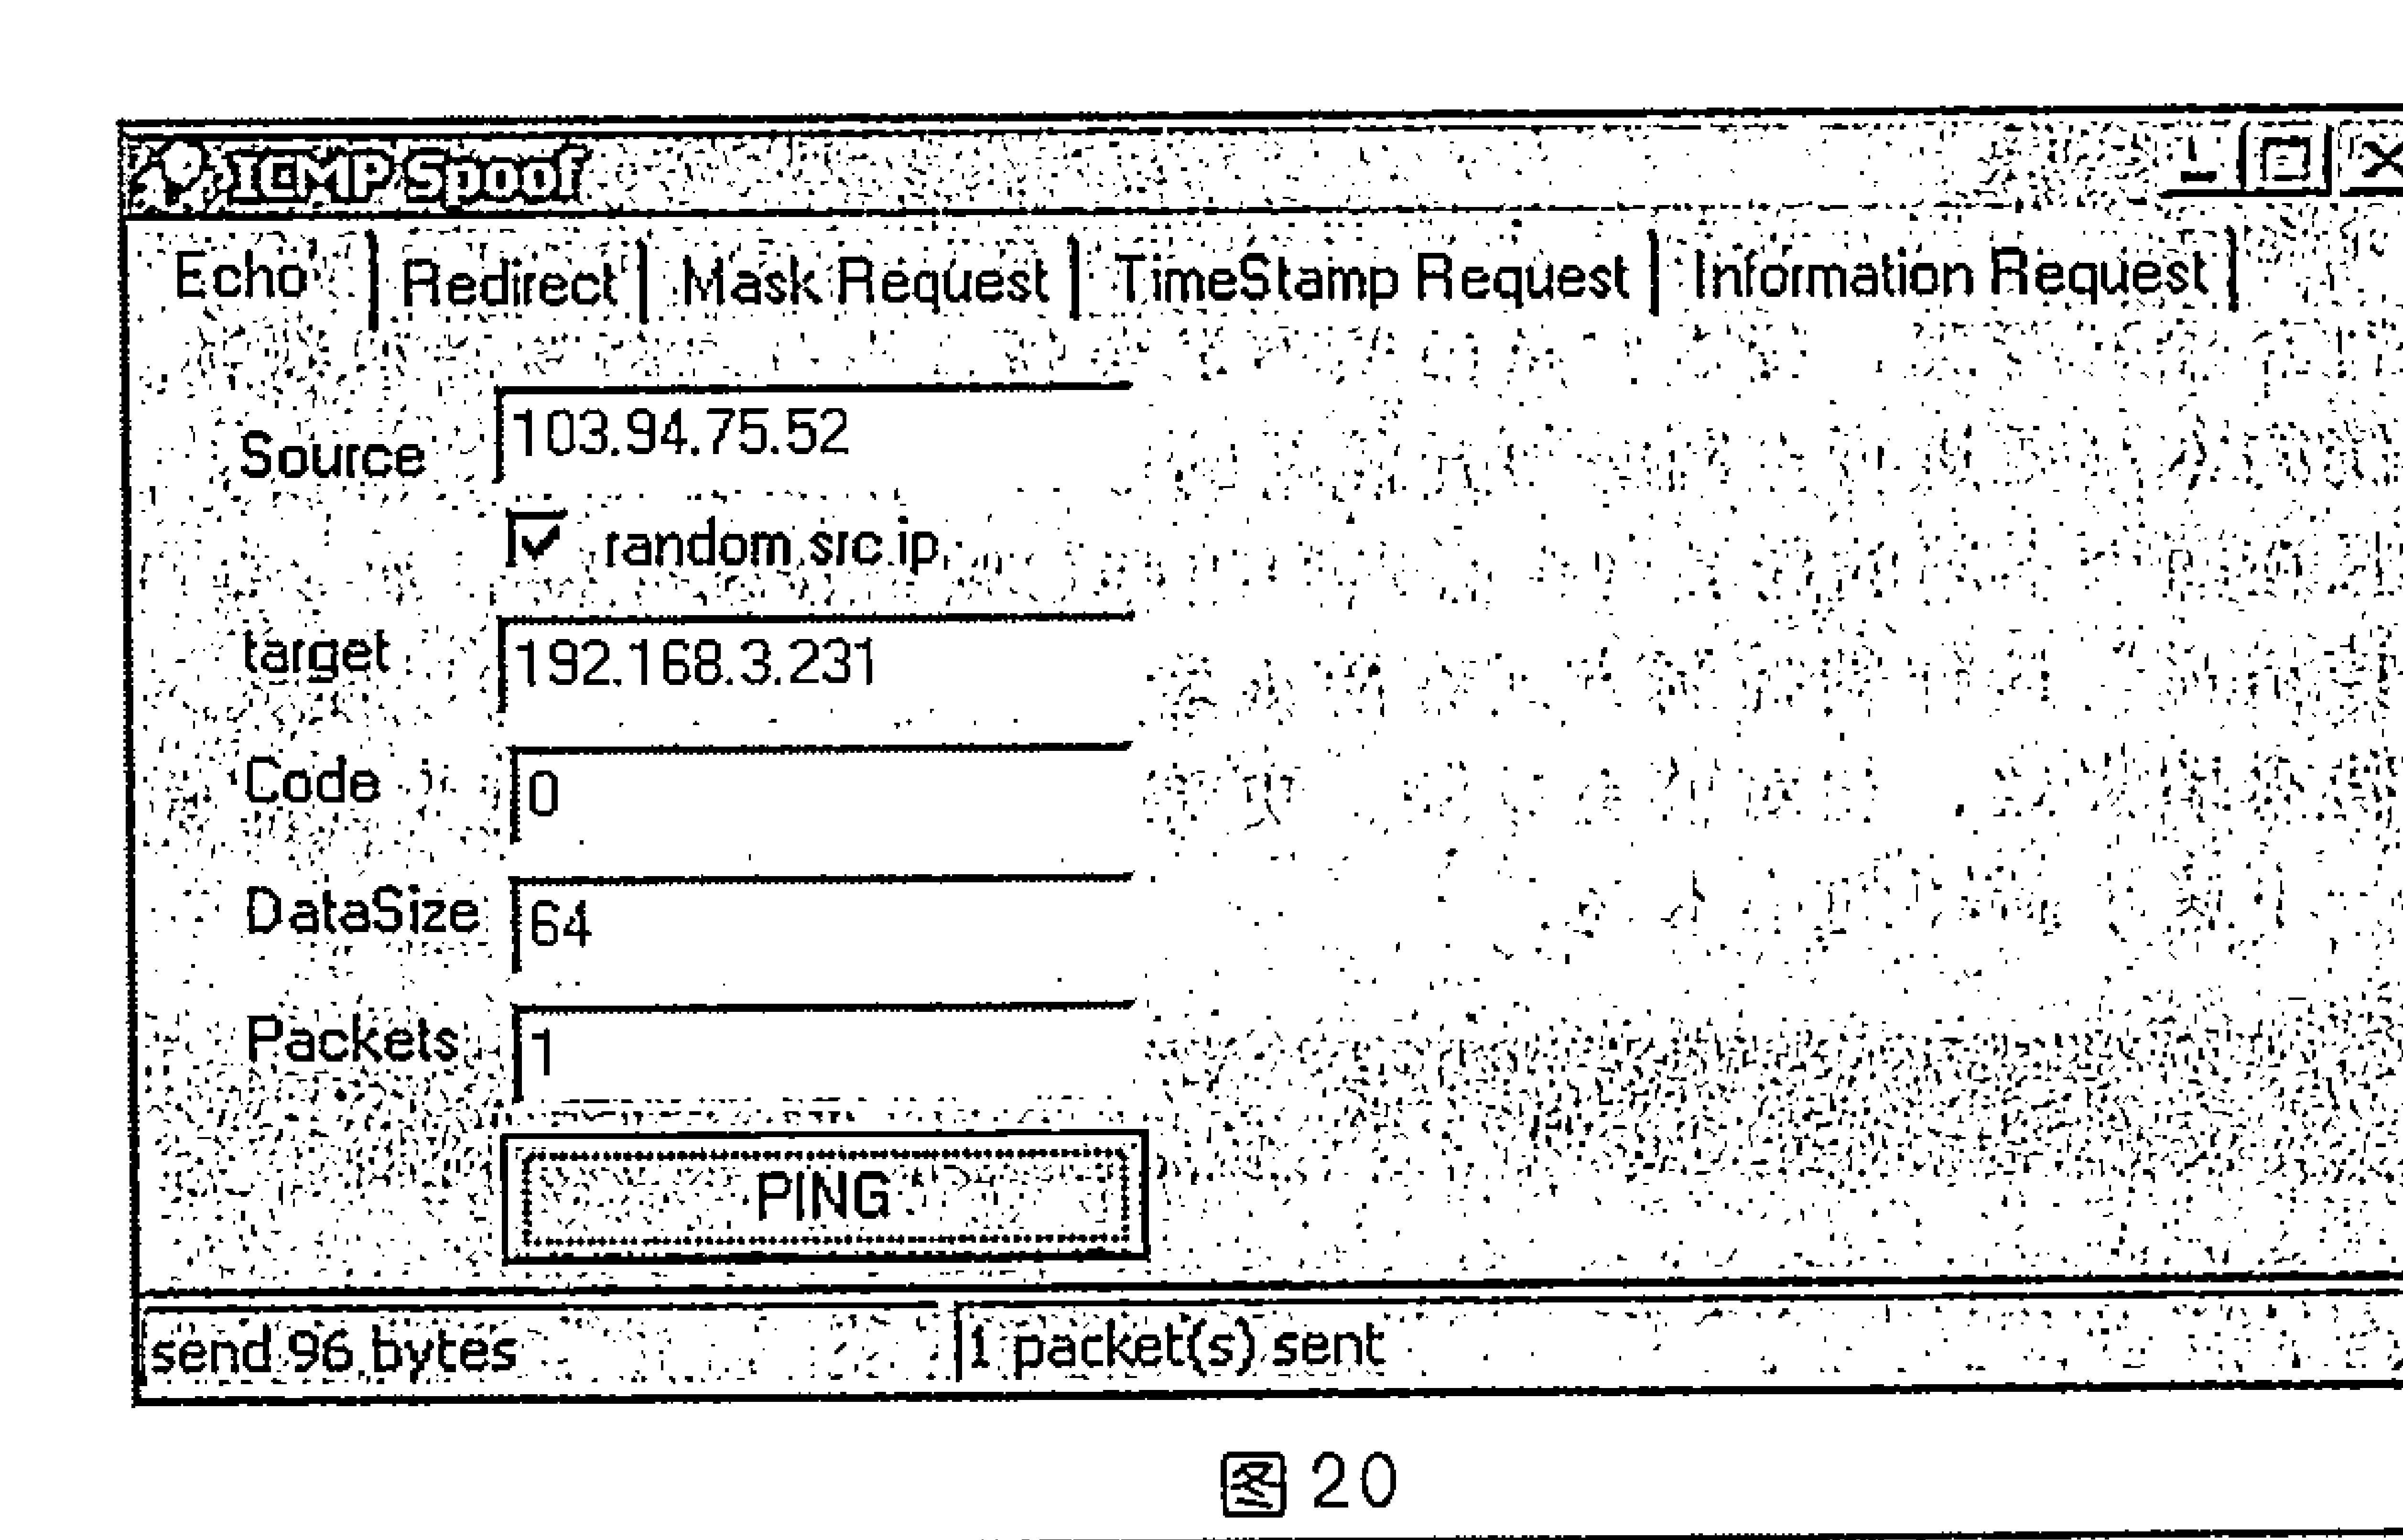 ICMP Spoof
Echo Redirect Mask Request TimeStamp Request Information Request
Source 103.94.75.52
random src ip
target 192.168.3.231
Code 0
DataSize 64
Packets 1
PING
send 96 bytes 1 packet(s) sent
图 20